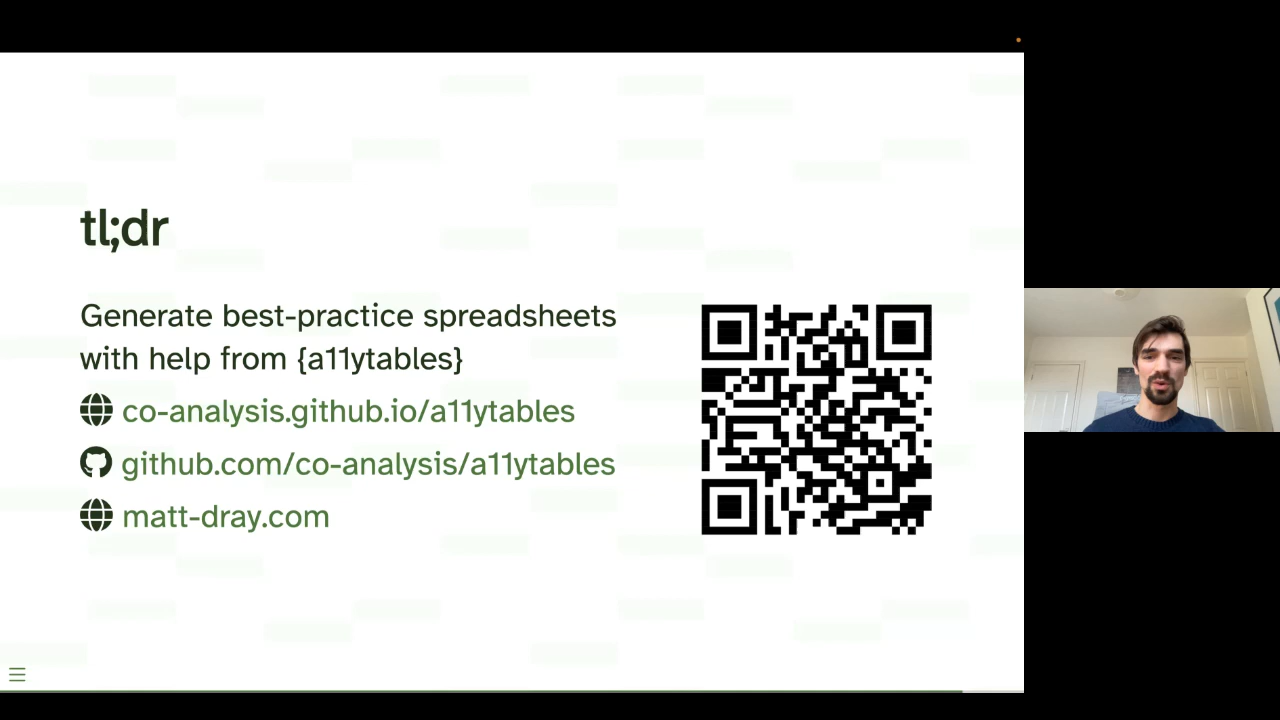 tl;dr
Generate best-practice spreadsheets
with help from {a11ytables}
co-analysis.github.io/a11ytables
github.com/co-analysis/a11ytables
matt-dray.com